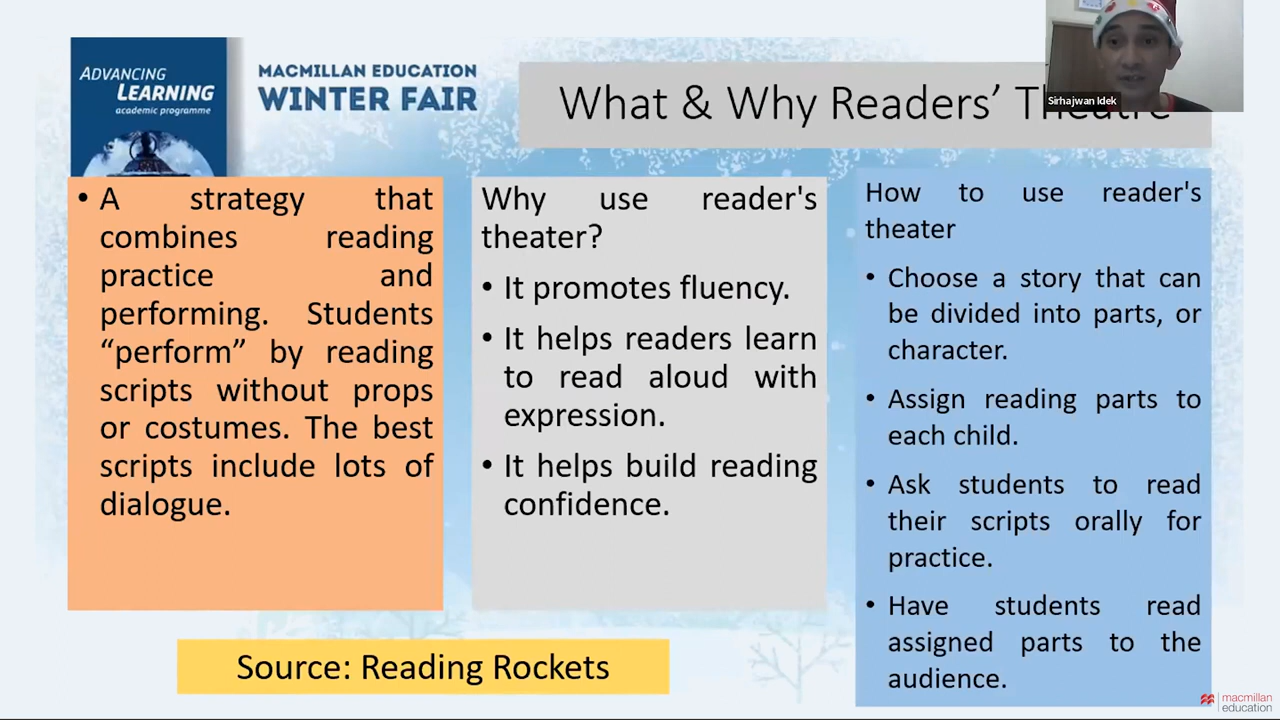 ADVANCING
LEARNING
academic programme
MACMILLAN EDUCATION
WINTER FAIR
What & Why Readers’ Theatre
Sirhajwan Idek
• A strategy that
combines reading
practice and
performing. Students
“perform” by reading
scripts without props
or costumes. The best
scripts include lots of
dialogue.
Why use reader's
theater?
• It promotes fluency.
• It helps readers learn
to read aloud with
expression.
• It helps build reading
confidence.
How to use reader's
theater
• Choose a story that can
be divided into parts, or
character.
• Assign reading parts to
each child.
• Ask students to read
their scripts orally for
practice.
• Have students read
assigned parts to the
audience.
Source: Reading Rockets
macmillan
education